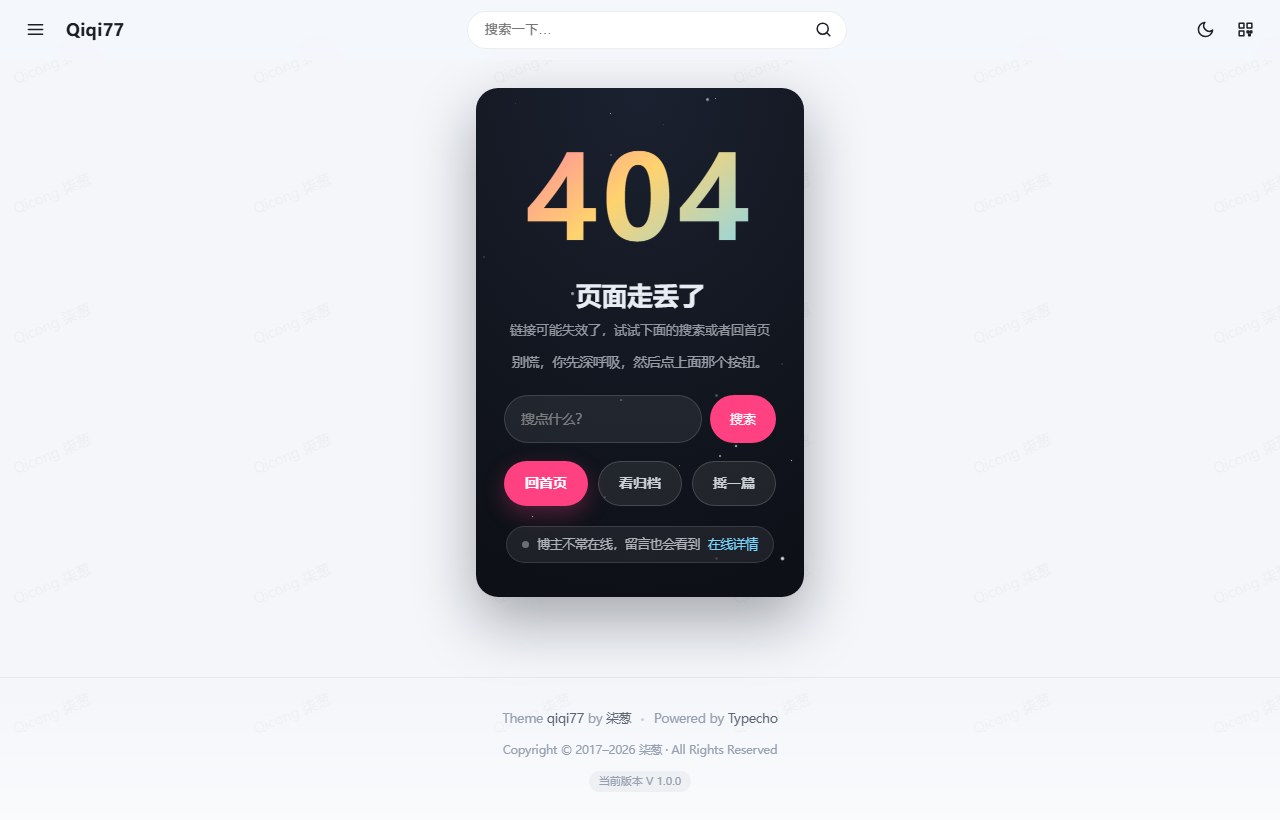 Qiqi77
搜索一下...
404
页面走丢了
链接可能失效了，试试下面的搜索或者回首页
别慌，你先深呼吸，然后点上面那个按钮。
搜点什么？
搜索
回首页
看归档
摇一篇
博主不常在线，留言也会看到 在线详情
Theme qiqi77 by 柒葱 · Powered by Typecho
Copyright © 2017–2026 柒葱 · All Rights Reserved
当前版本 V 1.0.0
Qicong 柒葱